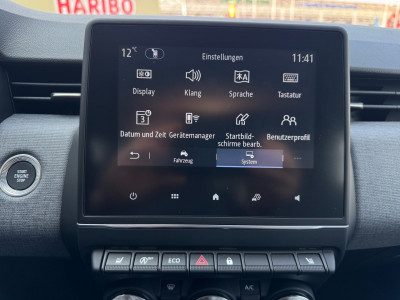 HARIBO
12°C
Einstellungen
11:41
Display
Klang
Sprache
Tastatur
3
Datum und Zeit
Gerätemanager
Startbild-
schirme bearb.
Benutzerprofil
Fahrzeug
System
START
ENGINE
STOP
ECO
A/C